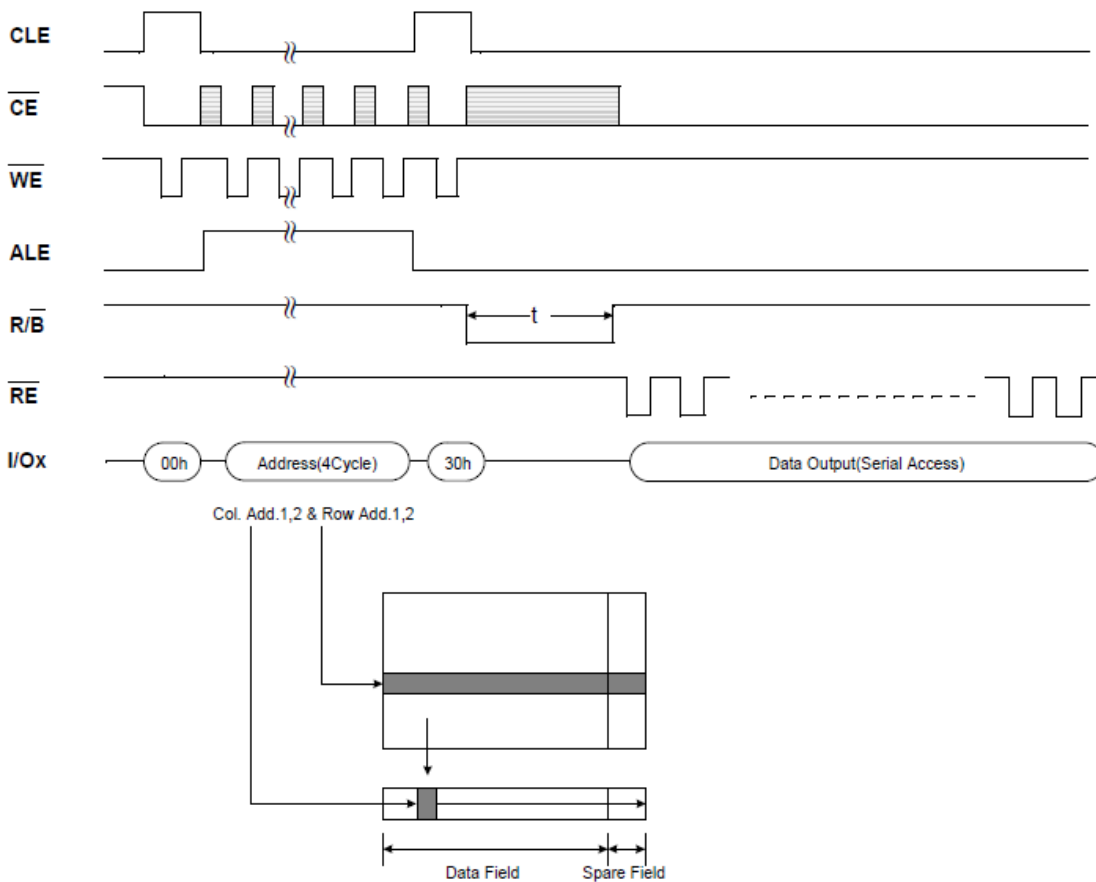 CLE
CE
WE
ALE
R/B
t
RE
I/Ox
00h
Address(4Cycle)
30h
Data Output(Serial Access)
Col. Add.1,2 & Row Add.1,2
Data Field
Spare Field